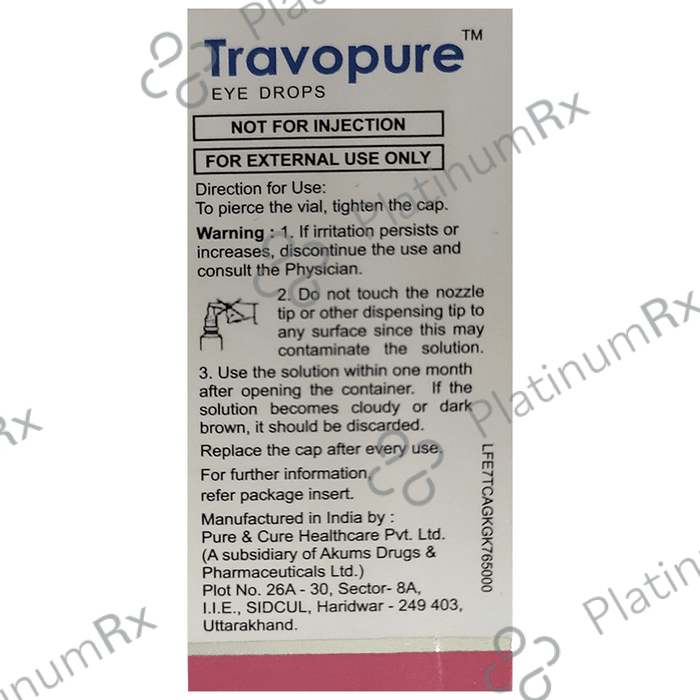 Travopure™
EYE DROPS
NOT FOR INJECTION
FOR EXTERNAL USE ONLY
Direction for Use:
To pierce the vial, tighten the cap.
Warning : 1. If irritation persists or
increases, discontinue the use and
consult the Physician.
2. Do not touch the nozzle
tip or other dispensing tip to
any surface since this may
contaminate the solution.
3. Use the solution within one month
after opening the container. If the
solution becomes cloudy or dark
brown, it should be discarded.
Replace the cap after every use.
For further information,
refer package insert.
Manufactured in India by :
Pure & Cure Healthcare Pvt. Ltd.
(A subsidiary of Akums Drugs &
Pharmaceuticals Ltd.)
Plot No. 26A - 30, Sector- 8A,
I.I.E., SIDCUL, Haridwar - 249 403,
Uttarakhand.
LFE7TCAGKGK765000
PlatinumRx
PlatinumRx
PlatinumRx
PlatinumRx
PlatinumRx
Rx
numRx
Platinum